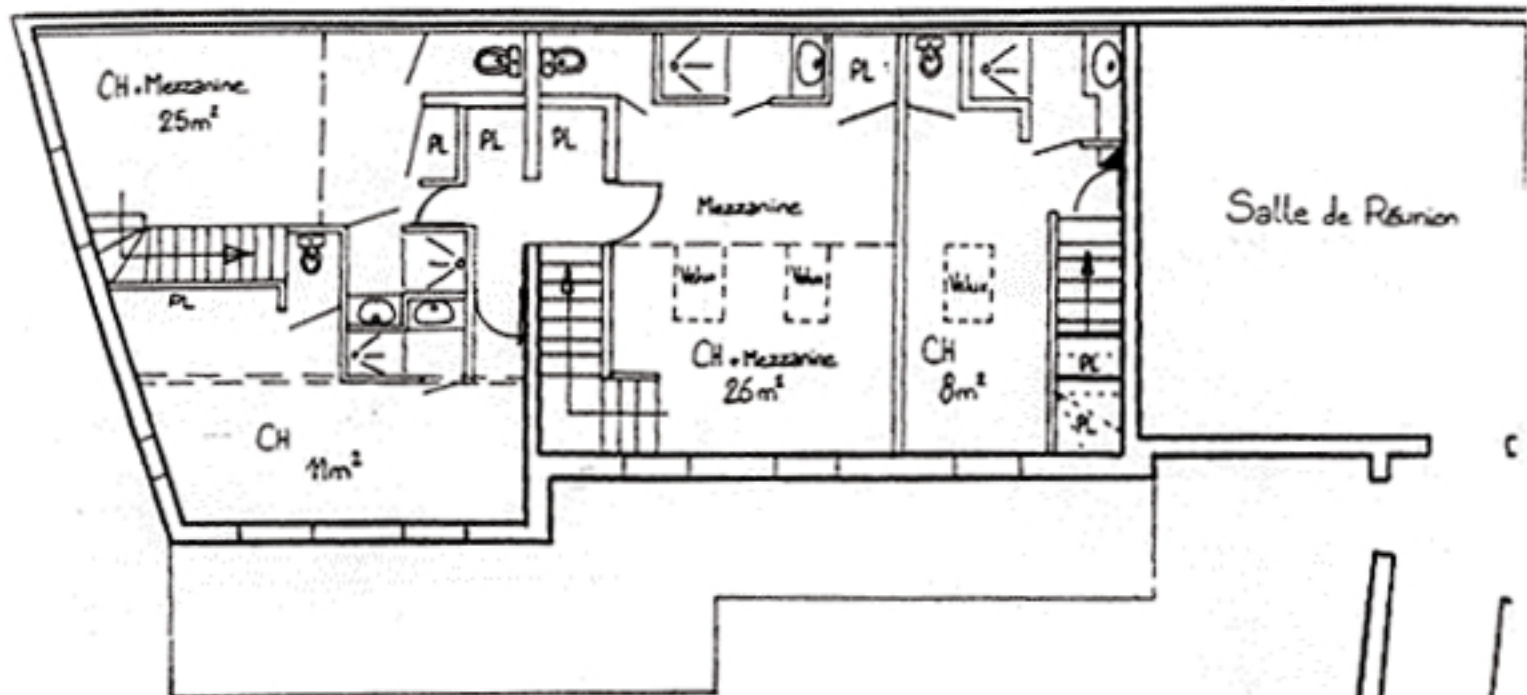 CH + Mezzanine
25m²
PL
PL
PL
PL
Mezzanine
Salle de Réunion
PL
Velux
Velux
Velux
CH + Mezzanine
26m²
CH
8m²
PL
PL
CH
11m²